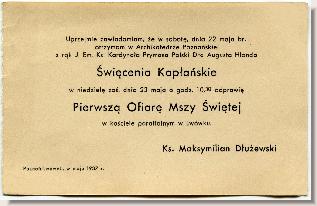 Uprzejmie zawiadamiam, że w sobotę, dnia 22 maja br.
otrzymam w Archikatedrze Poznańskiej
z rąk J. Em. Ks. Kardynała Prymasa Polski Dra Augusta Hlonda
Święcenia Kapłańskie
w niedzielę zaś, dnia 23 maja o godz. 10,30 odprawię
Pierwszą Ofiarę Mszy Świętej
w kościele parafialnym w Lwówku.
Ks. Maksymilian Dłużewski
w maju 1937 r.